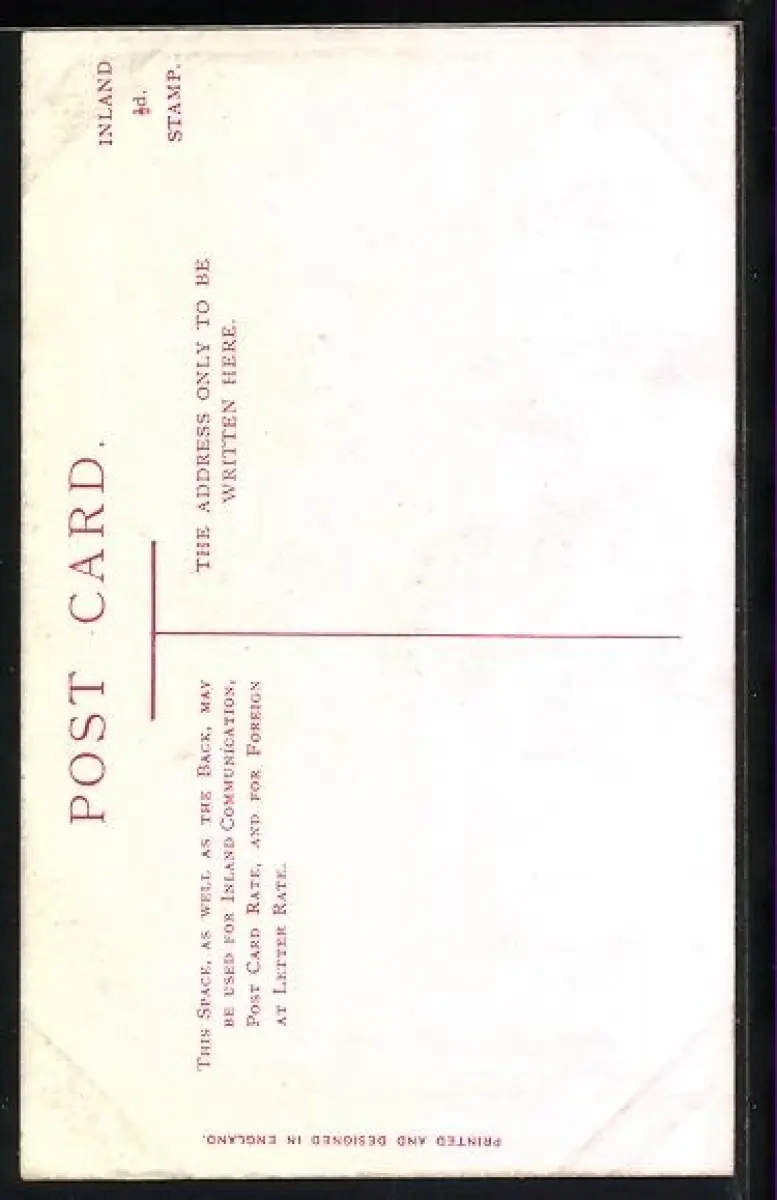 POST CARD.
INLAND
½d.
STAMP.
THIS SPACE, AS WELL AS THE BACK, MAY
BE USED FOR INLAND COMMUNICATION,
POST CARD RATE, AND FOR FOREIGN
AT LETTER RATE.
THE ADDRESS ONLY TO BE
WRITTEN HERE.
PRINTED AND DESIGNED IN ENGLAND.